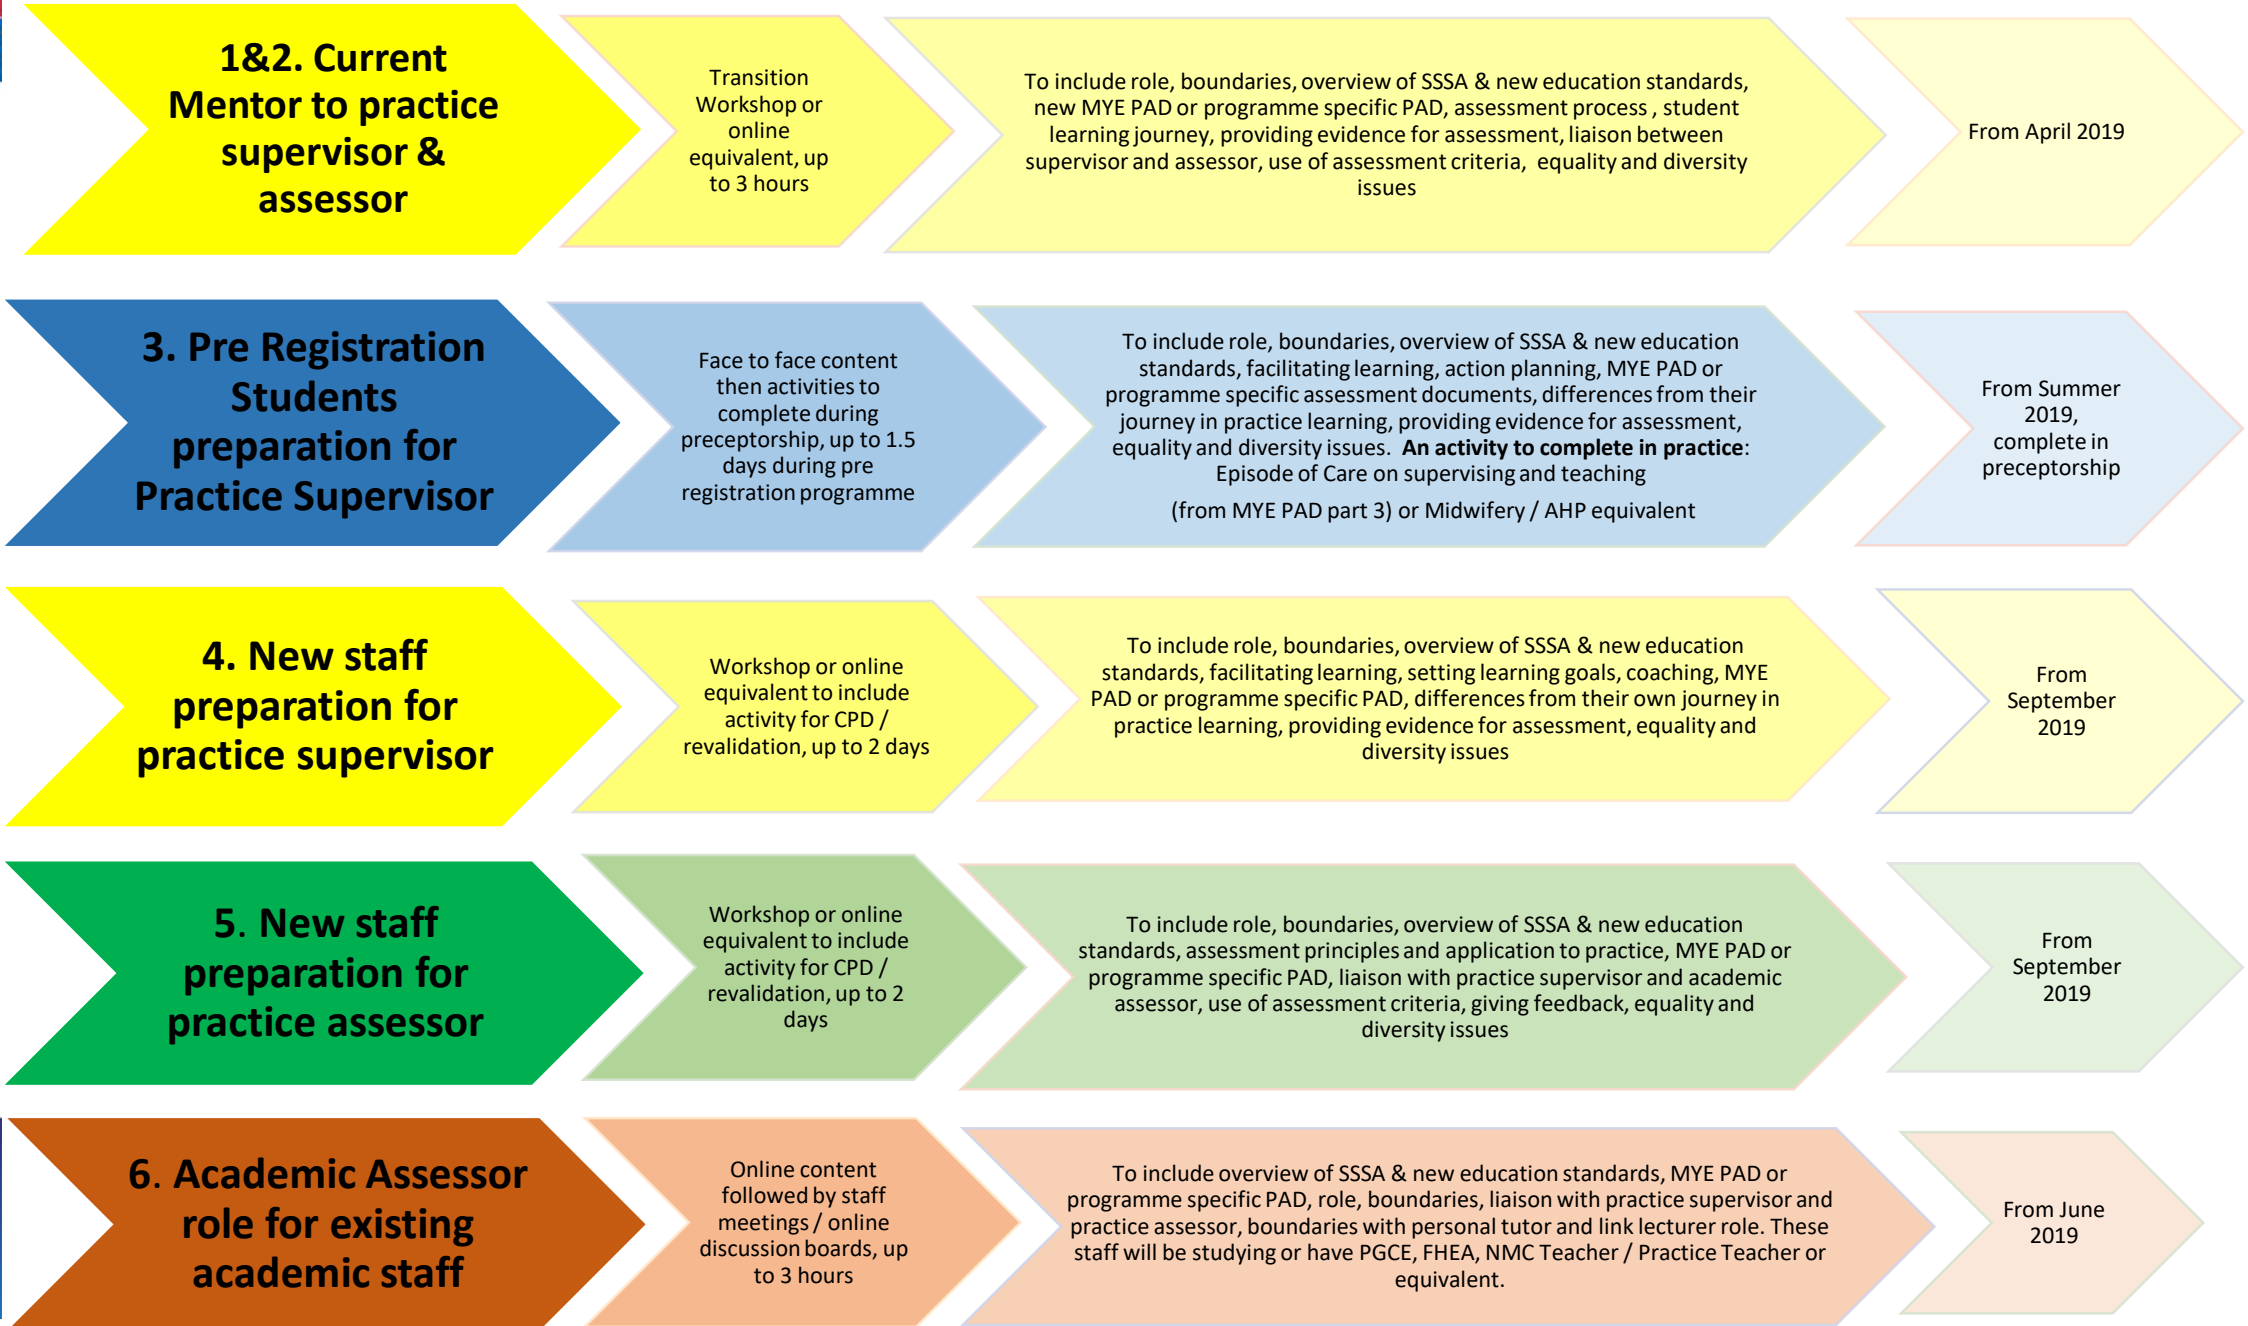 1&2. Current
Mentor to practice
supervisor &
assessor
Transition
Workshop or
online
equivalent, up
to 3 hours
To include role, boundaries, overview of SSSA & new education standards,
new MYE PAD or programme specific PAD, assessment process , student
learning journey, providing evidence for assessment, liaison between
supervisor and assessor, use of assessment criteria, equality and diversity
issues
From April 2019
3. Pre Registration
Students
preparation for
Practice Supervisor
Face to face content
then activities to
complete during
preceptorship, up to 1.5
days during pre
registration programme
To include role, boundaries, overview of SSSA & new education
standards, facilitating learning, action planning, MYE PAD or
programme specific assessment documents, differences from their
journey in practice learning, providing evidence for assessment,
equality and diversity issues. An activity to complete in practice:
Episode of Care on supervising and teaching
(from MYE PAD part 3) or Midwifery / AHP equivalent
From Summer
2019,
complete in
preceptorship
4. New staff
preparation for
practice supervisor
Workshop or online
equivalent to include
activity for CPD /
revalidation, up to 2 days
To include role, boundaries, overview of SSSA & new education
standards, facilitating learning, setting learning goals, coaching, MYE
PAD or programme specific PAD, differences from their own journey in
practice learning, providing evidence for assessment, equality and
diversity issues
From
September
2019
5. New staff
preparation for
practice assessor
Workshop or online
equivalent to include
activity for CPD /
revalidation, up to 2
days
To include role, boundaries, overview of SSSA & new education
standards, assessment principles and application to practice, MYE PAD or
programme specific PAD, liaison with practice supervisor and academic
assessor, use of assessment criteria, giving feedback, equality and
diversity issues
From
September
2019
6. Academic Assessor
role for existing
academic staff
Online content
followed by staff
meetings / online
discussion boards, up
to 3 hours
To include overview of SSSA & new education standards, MYE PAD or
programme specific PAD, role, boundaries, liaison with practice supervisor and
practice assessor, boundaries with personal tutor and link lecturer role. These
staff will be studying or have PGCE, FHEA, NMC Teacher / Practice Teacher or
equivalent.
From June
2019